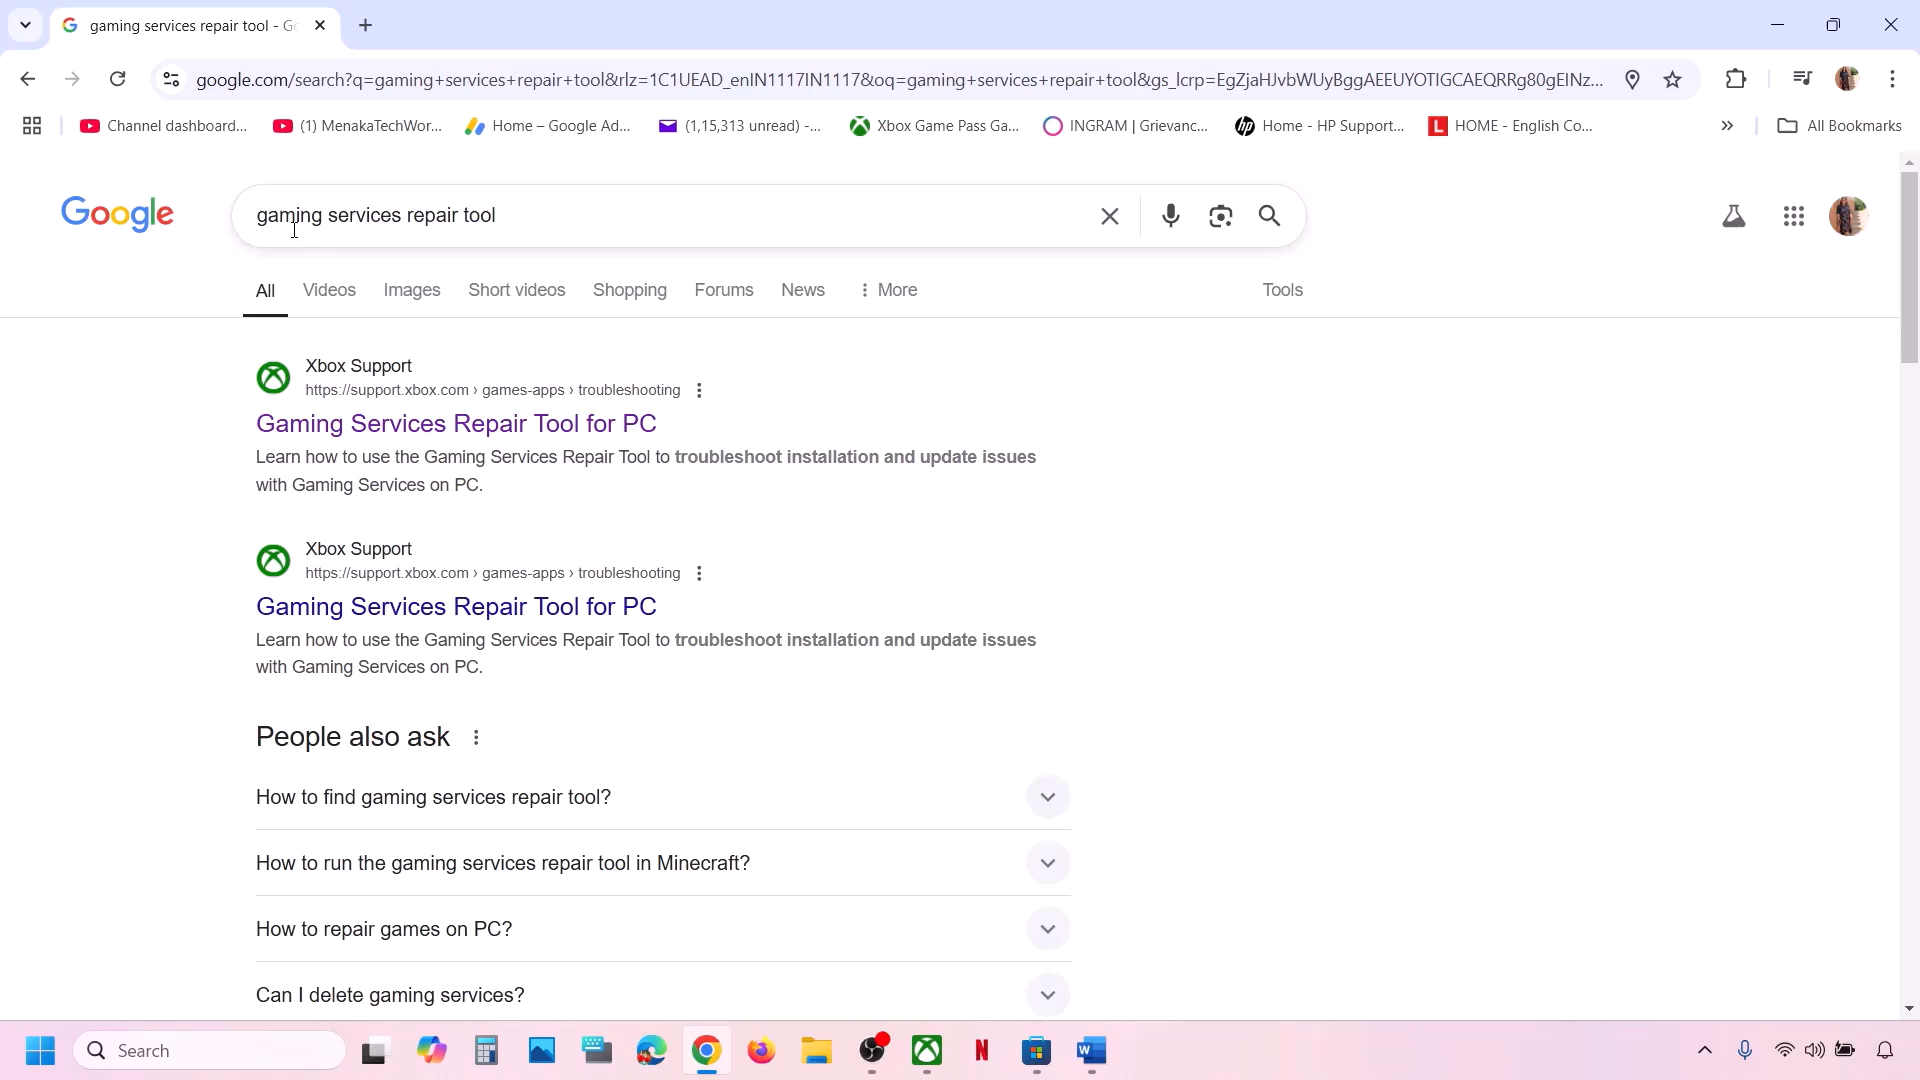 gaming services repair tool - Go
google.com/search?q=gaming+services+repair+tool&rlz=1C1UEAD_enIN1117IN1117&oq=gaming+services+repair+tool&gs_lcrp=EgZjaHJvbWUyBggAEEUYOTIGCAEQRRg80gEINz...
Channel dashboard...
(1) MenakaTechWor...
Home – Google Ad...
(1,15,313 unread) -...
Xbox Game Pass Ga...
INGRAM | Grievanc...
Home - HP Support...
HOME - English Co...
All Bookmarks
Google
gaming services repair tool
All
Videos
Images
Short videos
Shopping
Forums
News
More
Tools
Xbox Support
https://support.xbox.com › games-apps › troubleshooting
Gaming Services Repair Tool for PC
Learn how to use the Gaming Services Repair Tool to troubleshoot installation and update issues
with Gaming Services on PC.
Xbox Support
https://support.xbox.com › games-apps › troubleshooting
Gaming Services Repair Tool for PC
Learn how to use the Gaming Services Repair Tool to troubleshoot installation and update issues
with Gaming Services on PC.
People also ask
How to find gaming services repair tool?
How to run the gaming services repair tool in Minecraft?
How to repair games on PC?
Can I delete gaming services?
Search